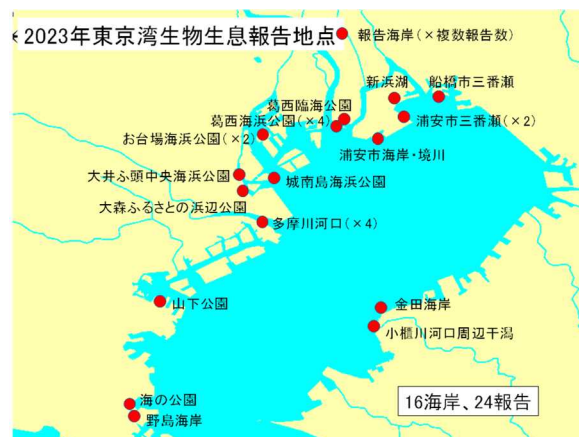 2023年東京湾生物生息報告地点
報告海岸(×複数報告数)
新浜湖
船橋市三番瀬
葛西臨海公園
葛西海浜公園(×4)
浦安市三番瀬(×2)
お台場海浜公園(×2)
浦安市海岸・境川
大井ふ頭中央海浜公園
城南島海浜公園
大森ふるさとの浜辺公園
多摩川河口(×4)
山下公園
金田海岸
小櫃川河口周辺干潟
海の公園
16海岸、24報告
野島海岸